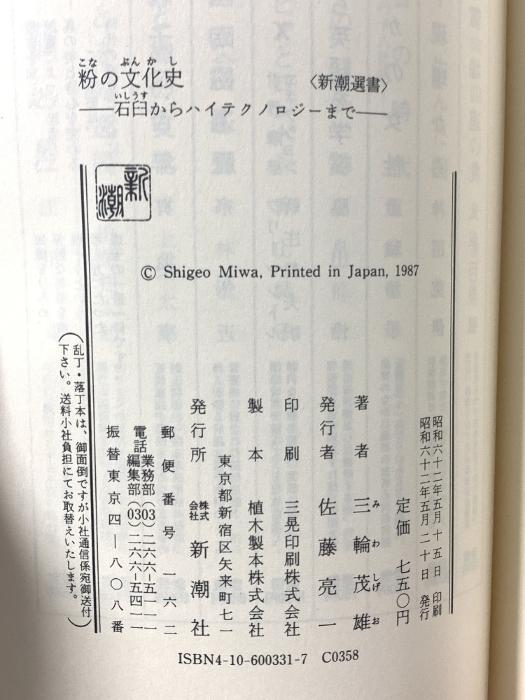 粉の文化史 〈新潮選書〉
こな ぶんかし
――石臼からハイテクノロジーまで――
いしうす
新潮
© Shigeo Miwa, Printed in Japan, 1987
昭和六十二年五月 十五日 印刷
昭和六十二年五月二十日 発行
定価 七五〇円
著者 三輪茂雄
みわしげお
発行者 佐藤亮一
印刷 三晃印刷株式会社
製本 植木製本株式会社
発行所 株式会社 新潮社
東京都新宿区矢来町七一
郵便番号 一六二
電話 業務部(03)二六六―五一一一
編集部(03)二六六―五四一一
振替東京四―八〇八番
(乱丁・落丁本は、御面倒ですが小社通信係宛御送付
下さい。送料小社負担にてお取替えいたします。)
ISBN4-10-600331-7 C0358